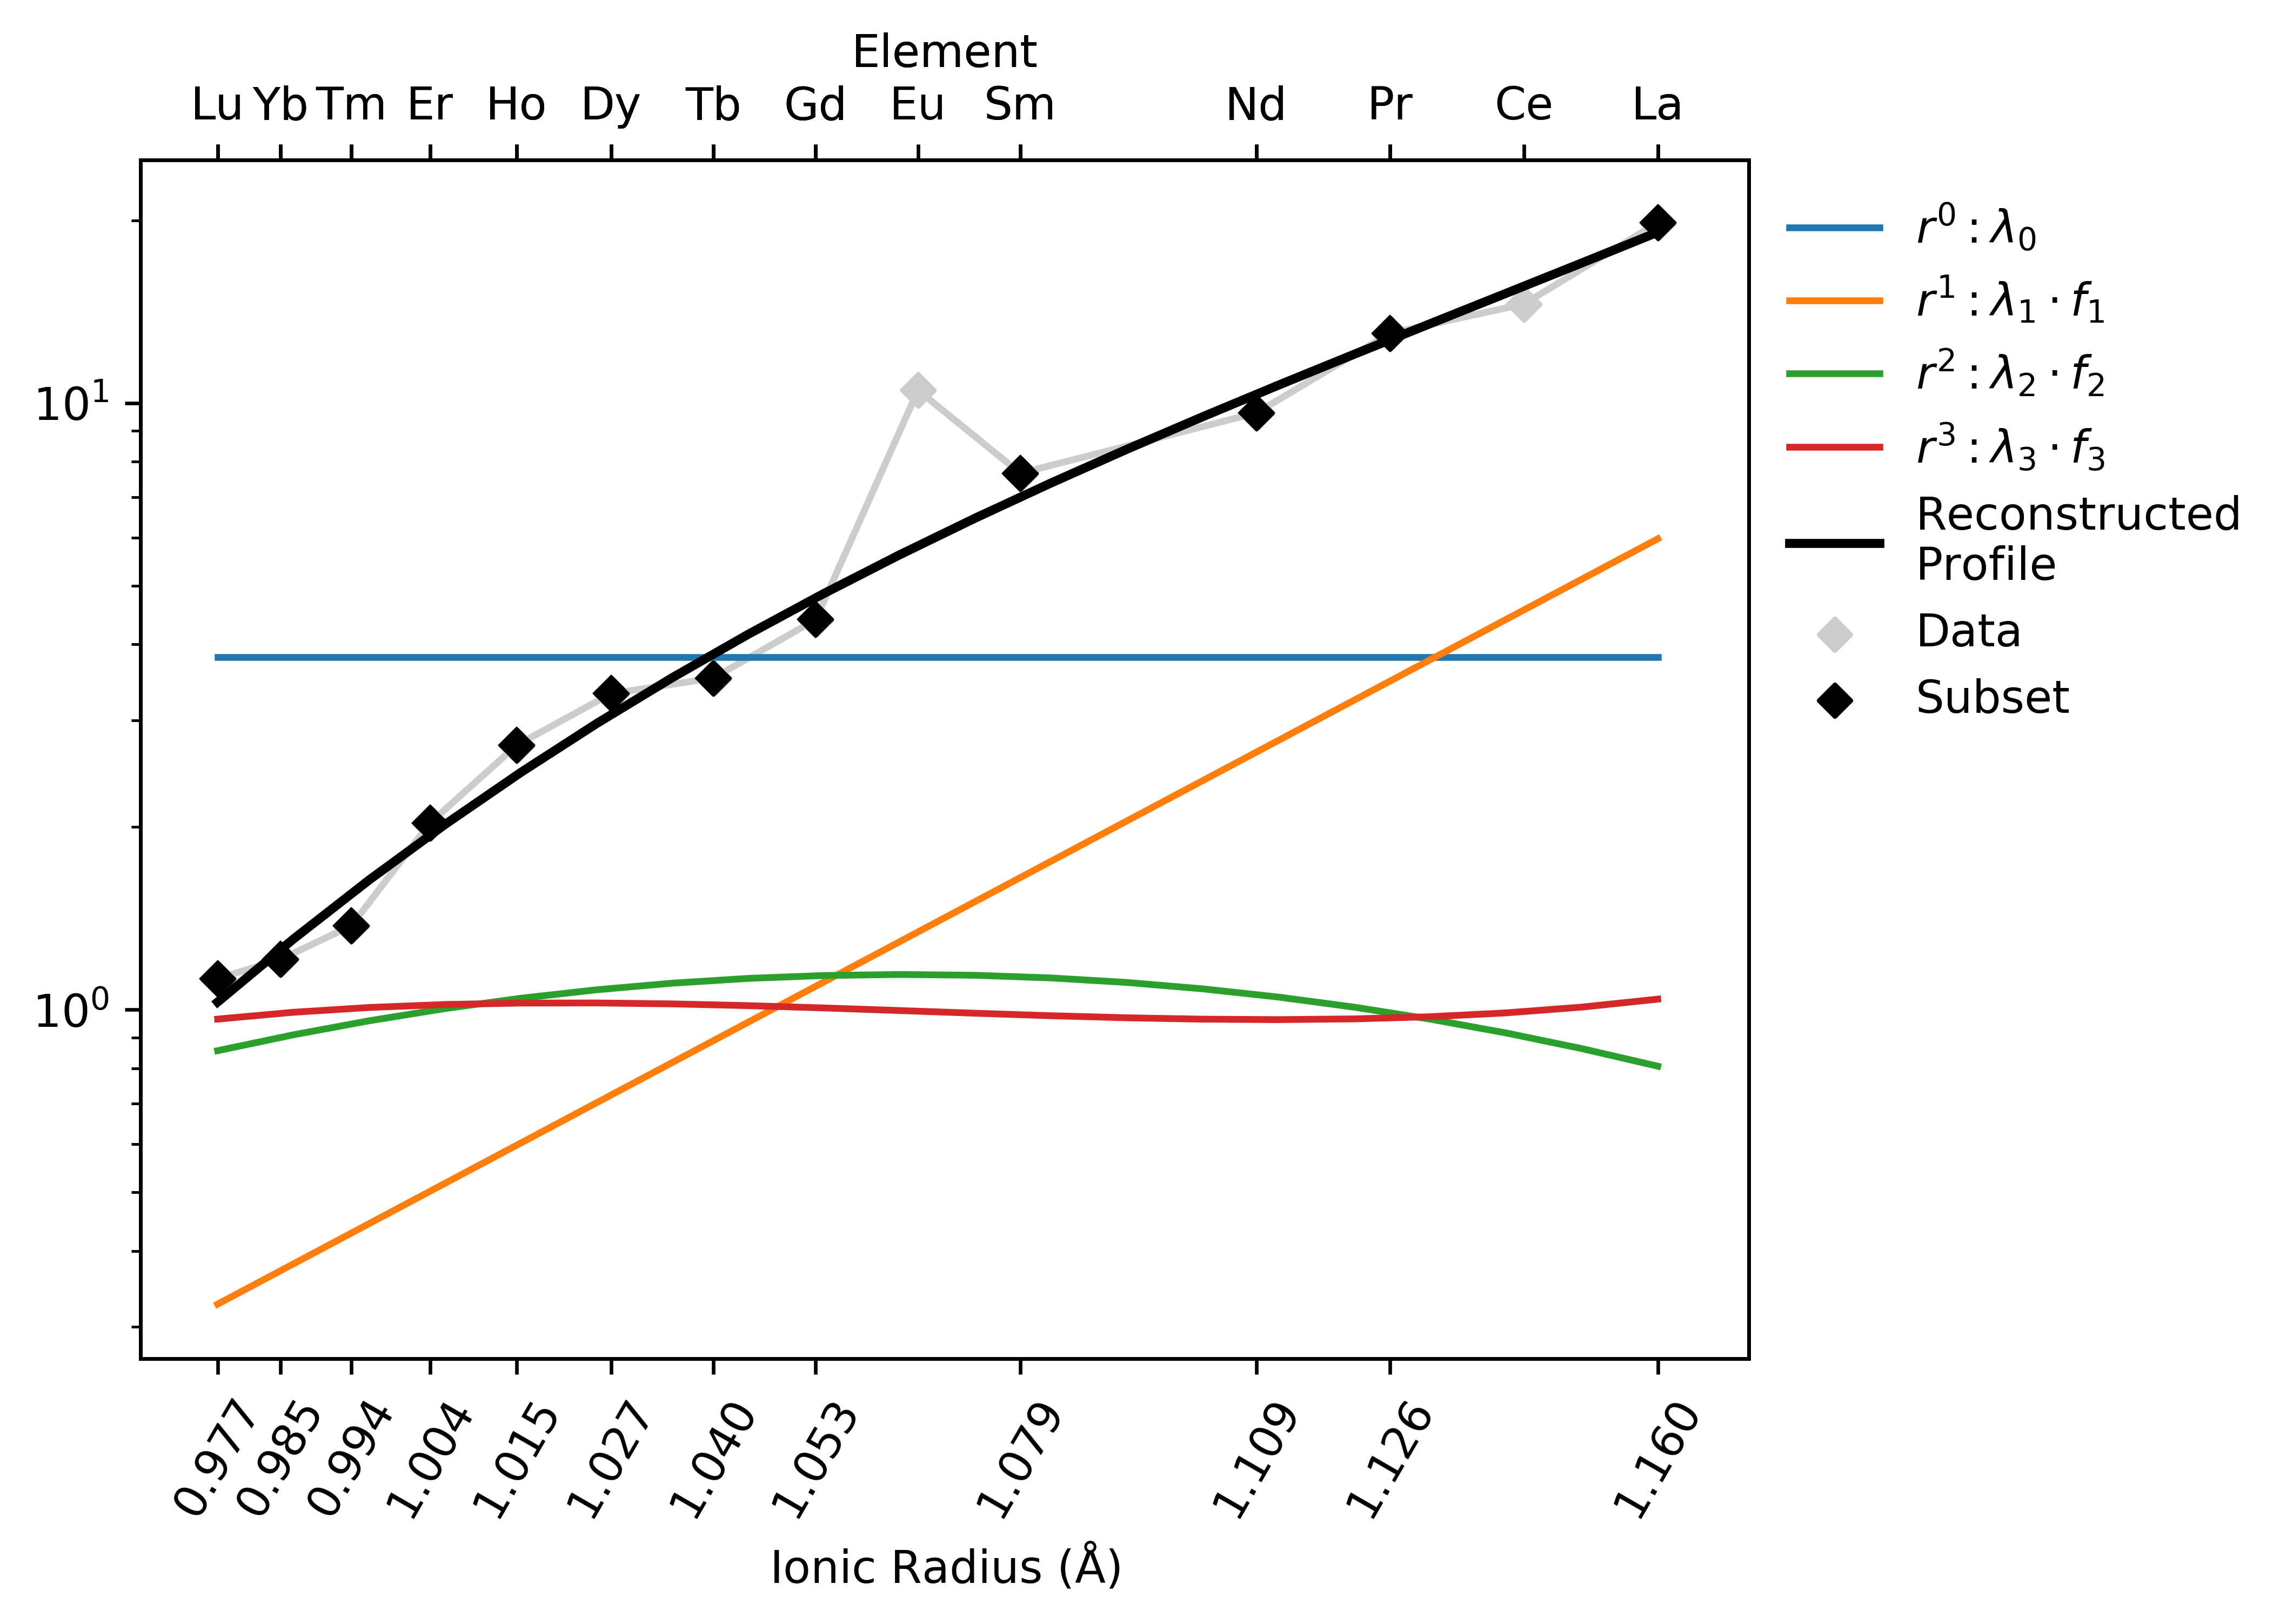 Element
Lu Yb Tm Er Ho Dy Tb Gd Eu Sm Nd Pr Ce La
10¹
10⁰
0.977 0.985 0.994 1.004 1.015 1.027 1.040 1.053 1.079 1.109 1.126 1.160
Ionic Radius (Å)
r⁰ : λ₀
r¹ : λ₁ · f₁
r² : λ₂ · f₂
r³ : λ₃ · f₃
Reconstructed
Profile
Data
Subset